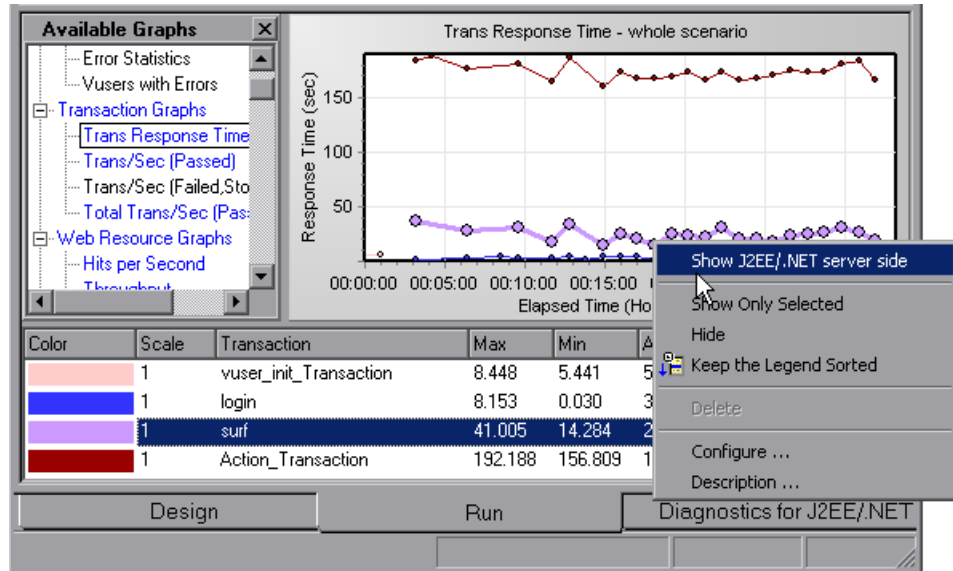 Available Graphs
Error Statistics
Vusers with Errors
Transaction Graphs
Trans Response Time
Trans/Sec (Passed)
Trans/Sec (Failed,Sto
Total Trans/Sec (Pas
Web Resource Graphs
Hits per Second
Throughput
Trans Response Time - whole scenario
Response Time (sec)
150
100
50
00:00:00 00:05:00 00:10:00 00:15:00
Elapsed Time (Ho
Color Scale Transaction Max Min A
1 vuser_init_Transaction 8.448 5.441 5
1 login 8.153 0.030 3
1 surf 41.005 14.284 2
1 Action_Transaction 192.188 156.809 1
Show J2EE/.NET server side
Show Only Selected
Hide
Keep the Legend Sorted
Delete
Configure ...
Description ...
Design Run Diagnostics for J2EE/.NET